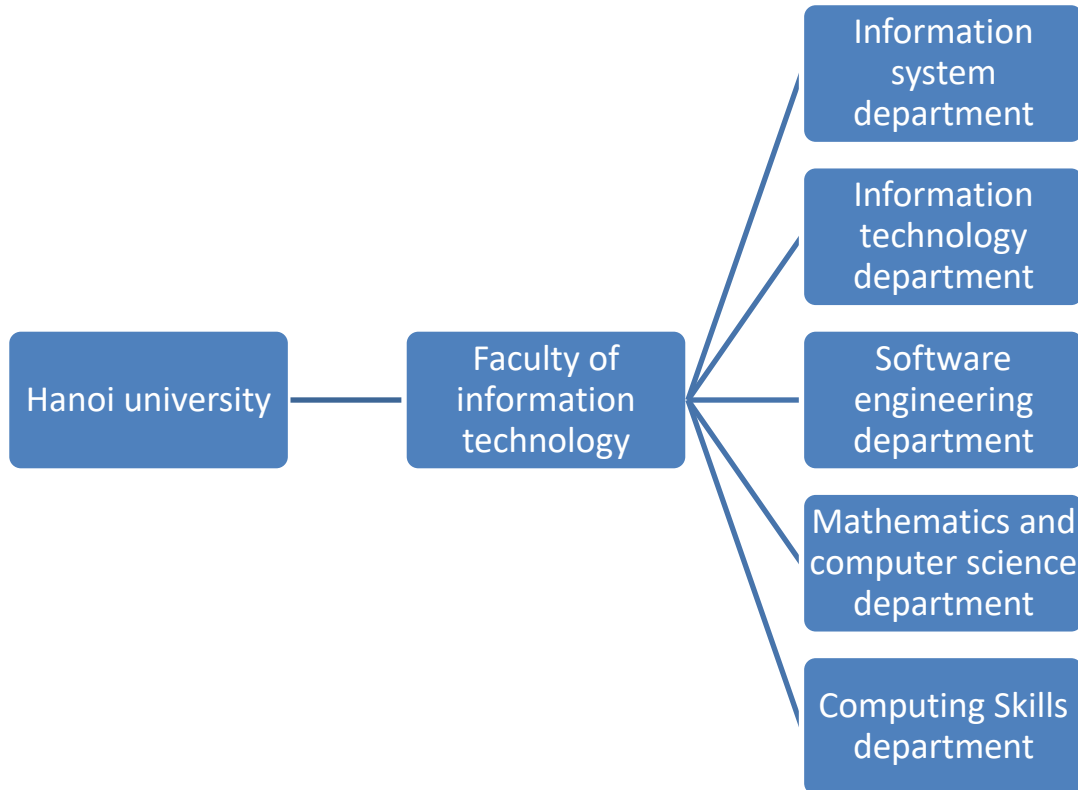 Hanoi university
Faculty of
information
technology
Information
system
department
Information
technology
department
Software
engineering
department
Mathematics and
computer science
department
Computing Skills
department